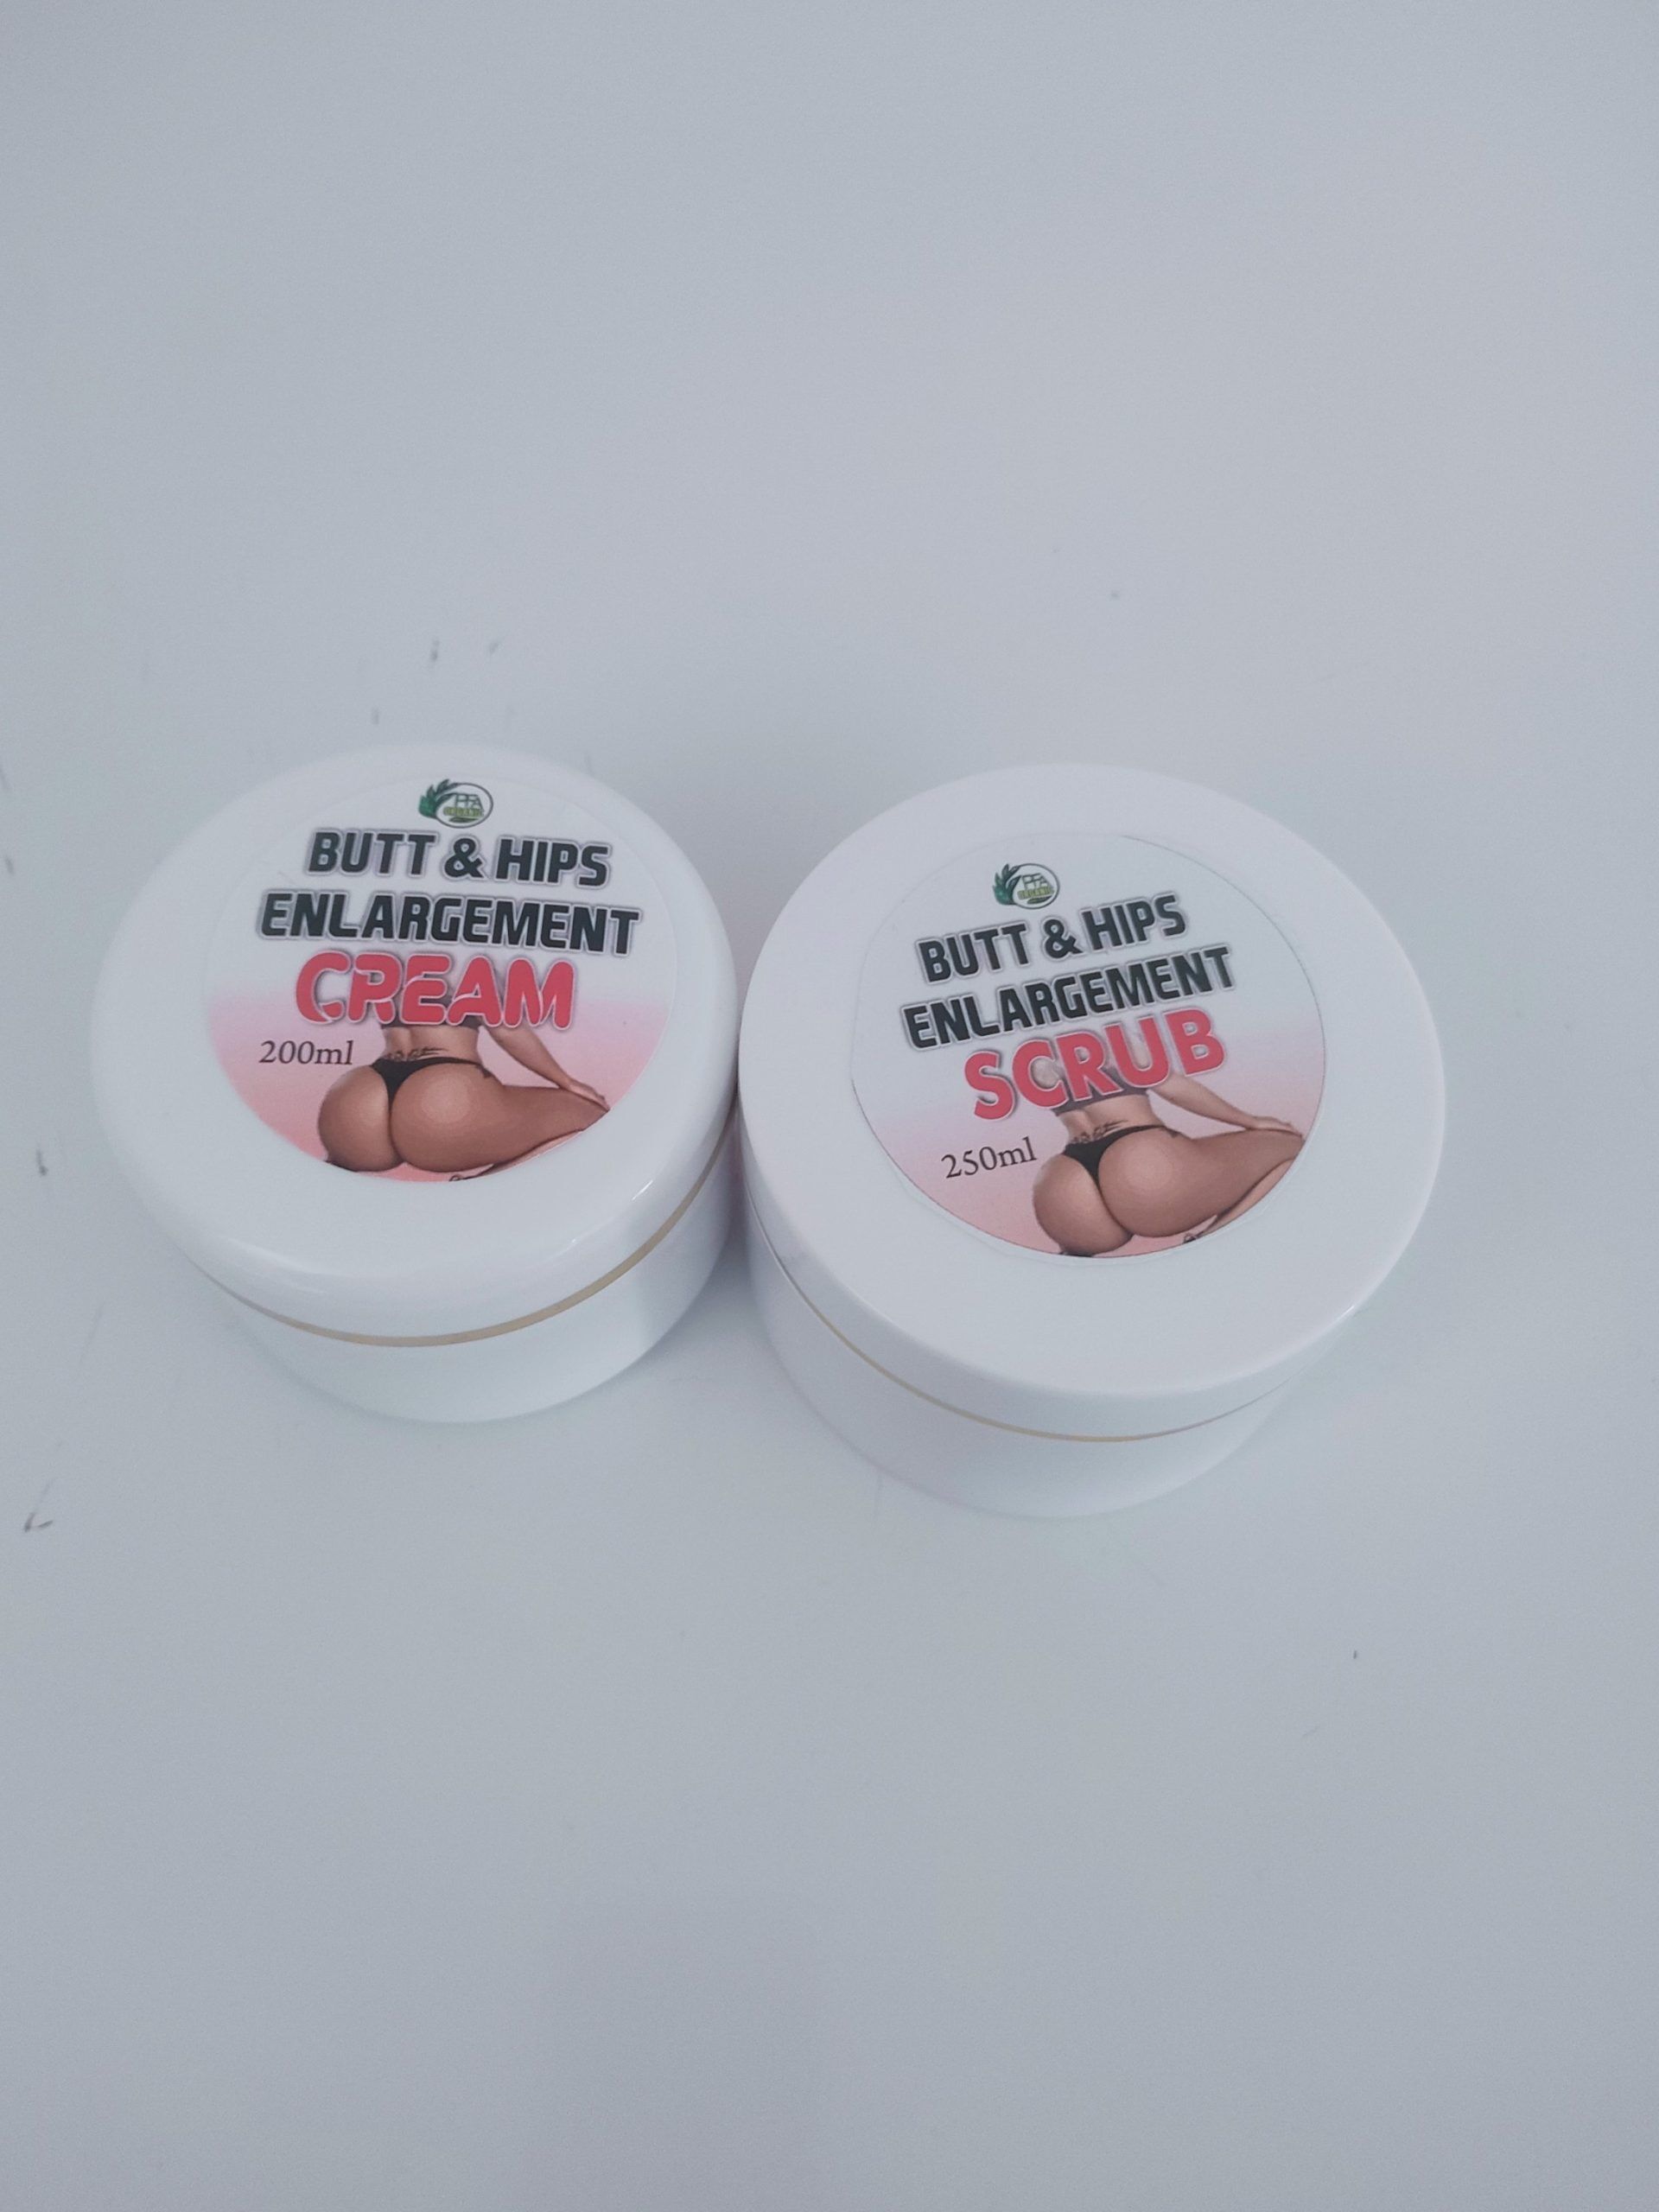 BUTT & HIPS
ENLARGEMENT
CREAM
200ml
BUTT & HIPS
ENLARGEMENT
SCRUB
250ml